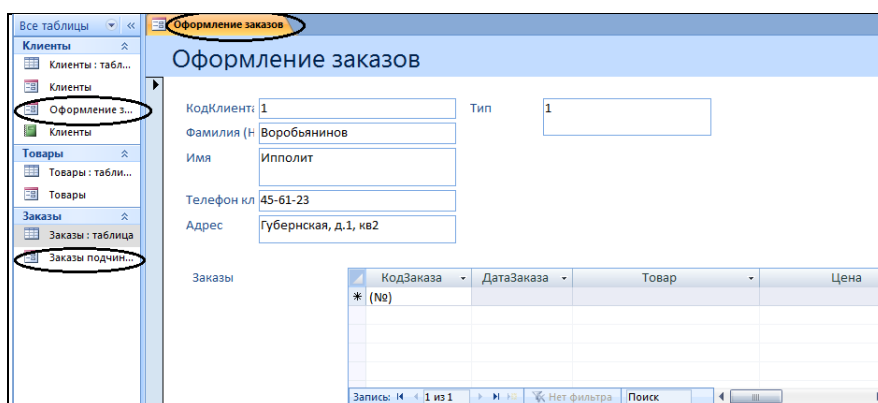 Все таблицы
Клиенты
Клиенты : табл...
Клиенты
Оформление з...
Клиенты
Товары
Товары : табли...
Товары
Заказы
Заказы : таблица
Заказы подчин...
Оформление заказов
Оформление заказов
КодКлиента 1 Тип 1
Фамилия (Н Воробьянинов
Имя Ипполит
Телефон кл 45-61-23
Адрес Губернская, д.1, кв2
Заказы КодЗаказа ДатаЗаказа Товар Цена
(№)
Запись: 1 из 1 Нет фильтра Поиск